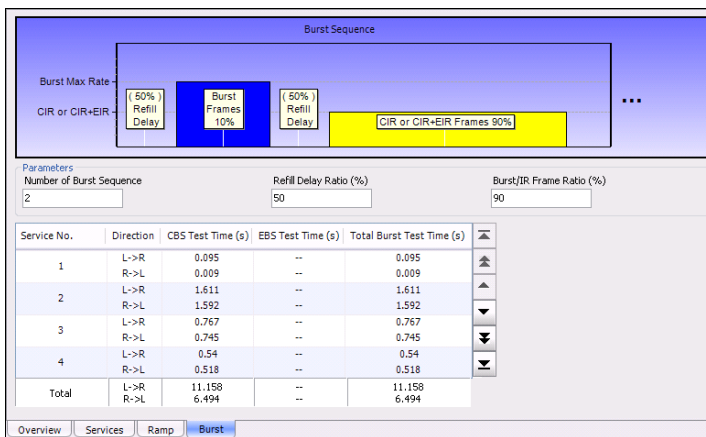 Burst Sequence
Burst Max Rate
CIR or CIR+EIR
( 50% )
Refill
Delay
Burst
Frames
10%
( 50% )
Refill
Delay
CIR or CIR+EIR Frames 90%
...
Parameters
Number of Burst Sequence Refill Delay Ratio (%) Burst/IR Frame Ratio (%)
2 50 90
Service No. Direction CBS Test Time (s) EBS Test Time (s) Total Burst Test Time (s)
1 L->R 0.095 -- 0.095
R->L 0.009 -- 0.009
2 L->R 1.611 -- 1.611
R->L 1.592 -- 1.592
3 L->R 0.767 -- 0.767
R->L 0.745 -- 0.745
4 L->R 0.54 -- 0.54
R->L 0.518 -- 0.518
Total L->R 11.158 -- 11.158
R->L 6.494 -- 6.494
Overview Services Ramp Burst